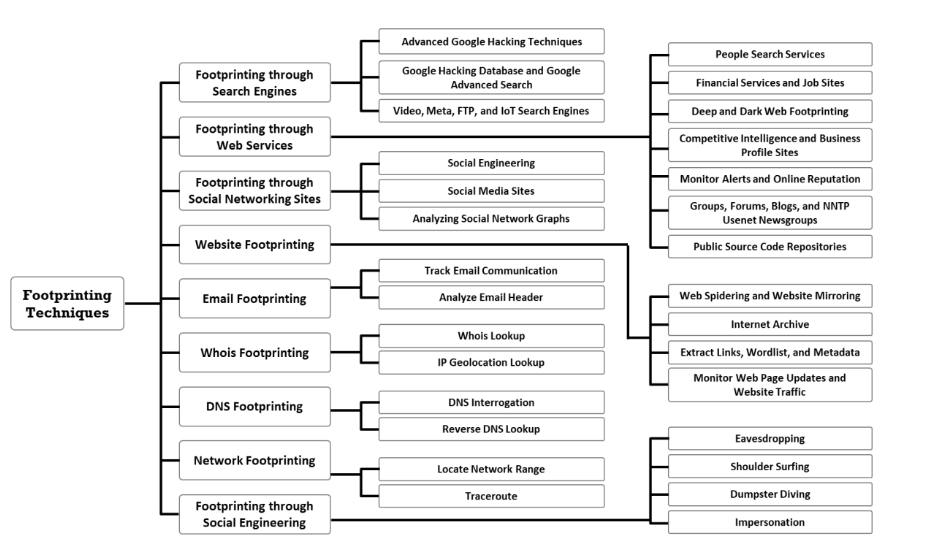 Footprinting
Techniques
Footprinting through
Search Engines
Advanced Google Hacking Techniques
Google Hacking Database and Google
Advanced Search
Video, Meta, FTP, and IoT Search Engines
Footprinting through
Web Services
People Search Services
Financial Services and Job Sites
Deep and Dark Web Footprinting
Competitive Intelligence and Business
Profile Sites
Monitor Alerts and Online Reputation
Groups, Forums, Blogs, and NNTP
Usenet Newsgroups
Public Source Code Repositories
Footprinting through
Social Networking Sites
Social Engineering
Social Media Sites
Analyzing Social Network Graphs
Website Footprinting
Web Spidering and Website Mirroring
Internet Archive
Extract Links, Wordlist, and Metadata
Monitor Web Page Updates and
Website Traffic
Email Footprinting
Track Email Communication
Analyze Email Header
Whois Footprinting
Whois Lookup
IP Geolocation Lookup
DNS Footprinting
DNS Interrogation
Reverse DNS Lookup
Network Footprinting
Locate Network Range
Traceroute
Footprinting through
Social Engineering
Eavesdropping
Shoulder Surfing
Dumpster Diving
Impersonation